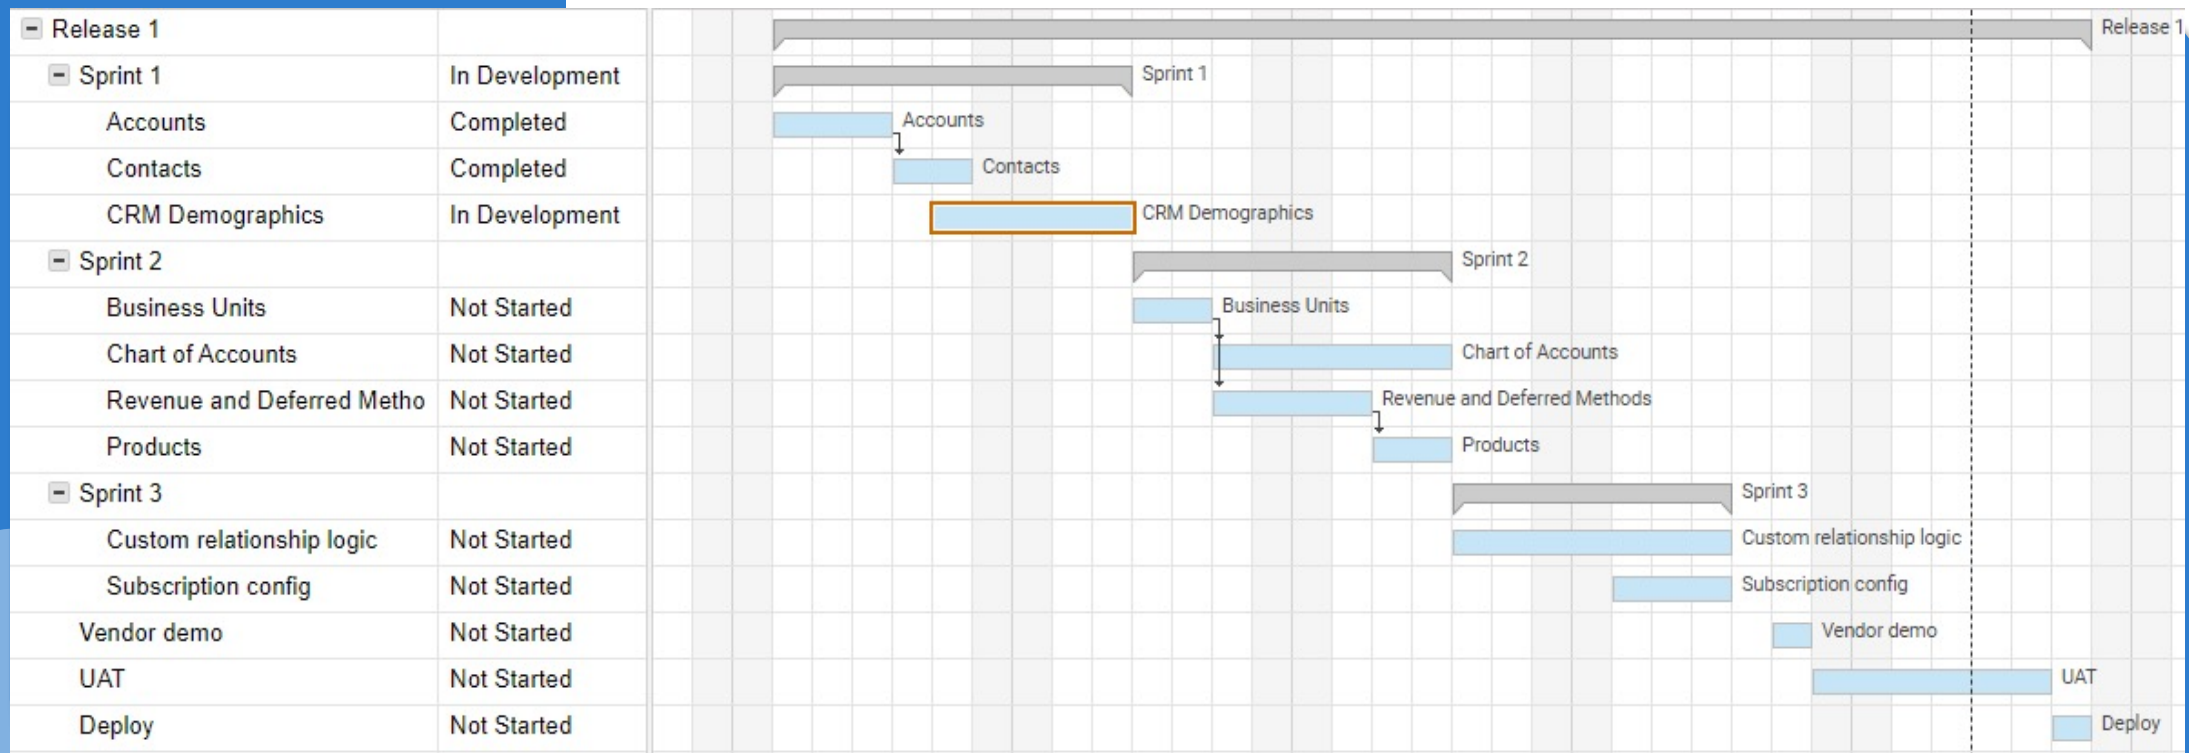 Release 1
Release 1
Sprint 1 In Development
Sprint 1
Accounts Completed
Accounts
Contacts Completed
Contacts
CRM Demographics In Development
CRM Demographics
Sprint 2
Sprint 2
Business Units Not Started
Business Units
Chart of Accounts Not Started
Chart of Accounts
Revenue and Deferred Metho Not Started
Revenue and Deferred Methods
Products Not Started
Products
Sprint 3
Sprint 3
Custom relationship logic Not Started
Custom relationship logic
Subscription config Not Started
Subscription config
Vendor demo Not Started
Vendor demo
UAT Not Started
UAT
Deploy Not Started
Deploy